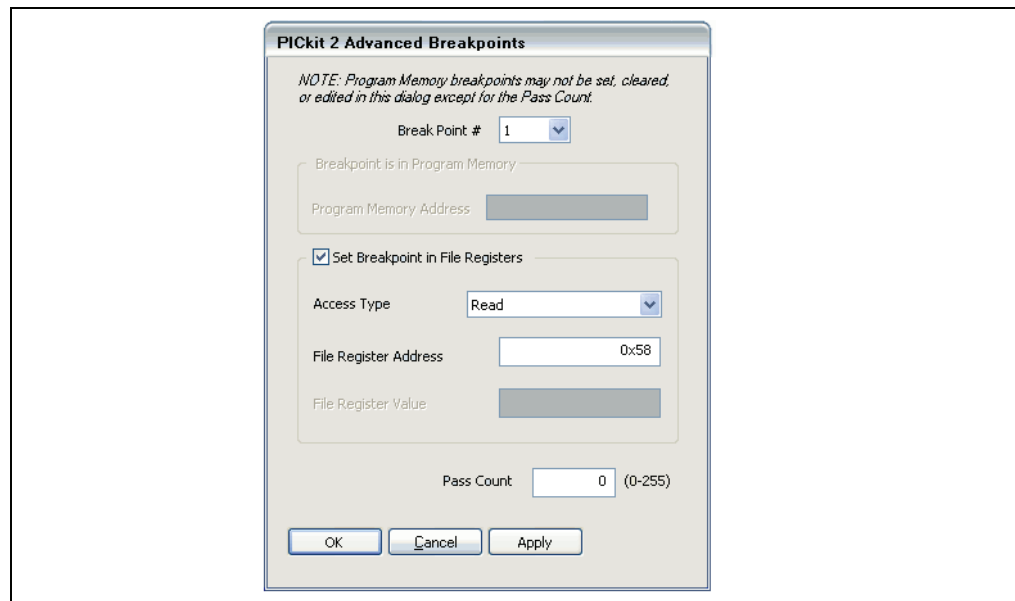 PICkit 2 Advanced Breakpoints
NOTE: Program Memory breakpoints may not be set, cleared,
or edited in this dialog except for the Pass Count.
Break Point # 1
Breakpoint is in Program Memory
Program Memory Address
Set Breakpoint in File Registers
Access Type Read
File Register Address 0x58
File Register Value
Pass Count 0 (0-255)
OK Cancel Apply